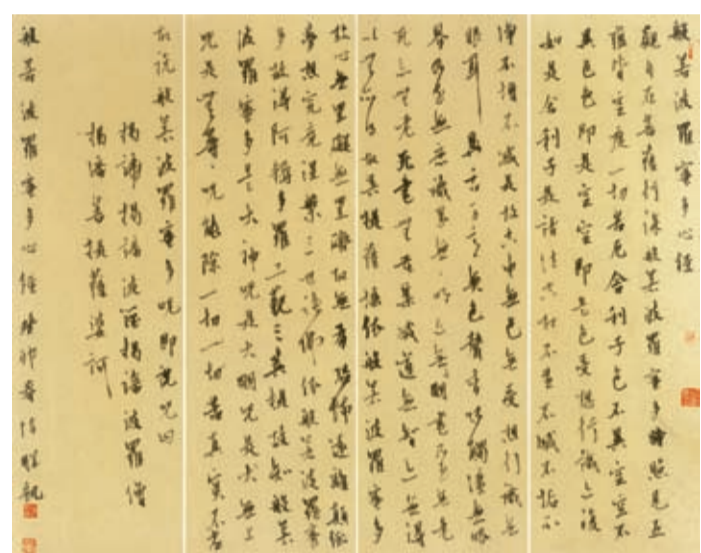 般若波羅蜜多心經
觀自在菩薩行深般若波羅蜜多時照見五
蘊皆空度一切苦厄舍利子色不異空空不
異色色即是空空即是色受想行識亦復
如是舍利子是諸法空相不生不滅不垢不
淨不增不減是故空中無色無受想行識無
眼耳鼻舌身意無色聲香味觸法無眼
界乃至無意識界無無明亦無無明盡乃至無老
死亦無老死盡無苦集滅道無智亦無得
以無所得故菩提薩埵依般若波羅蜜多
故心無罣礙無罣礙故無有恐怖遠離顛倒
夢想究竟涅槃三世諸佛依般若波羅蜜
多故得阿耨多羅三藐三菩提故知般若
波羅蜜多是大神咒是大明咒是大無上
咒是無等等咒能除一切一切苦真實不虛
故說般若波羅蜜多咒即說咒曰
揭諦揭諦波羅揭諦波羅僧
揭諦菩提薩婆訶
般若波羅蜜多心經